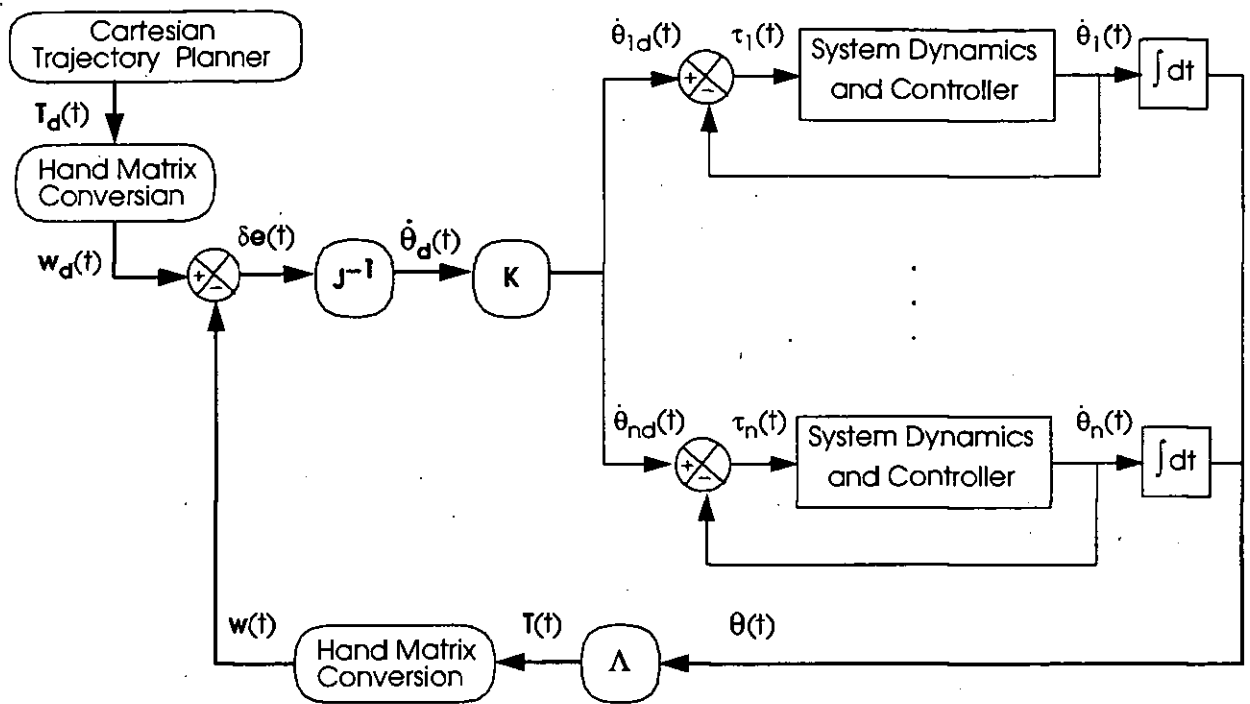 Cartesian
Trajectory Planner
T_d(t)
Hand Matrix
Conversian
w_d(t)
+
−
δe(t)
J⁻¹
θ̇_d(t)
K
θ̇_1d(t)
+
−
τ_1(t)
System Dynamics
and Controller
θ̇_1(t)
∫dt
θ̇_nd(t)
+
−
τ_n(t)
System Dynamics
and Controller
θ̇_n(t)
∫dt
w(t)
Hand Matrix
Conversion
T(t)
Λ
θ(t)